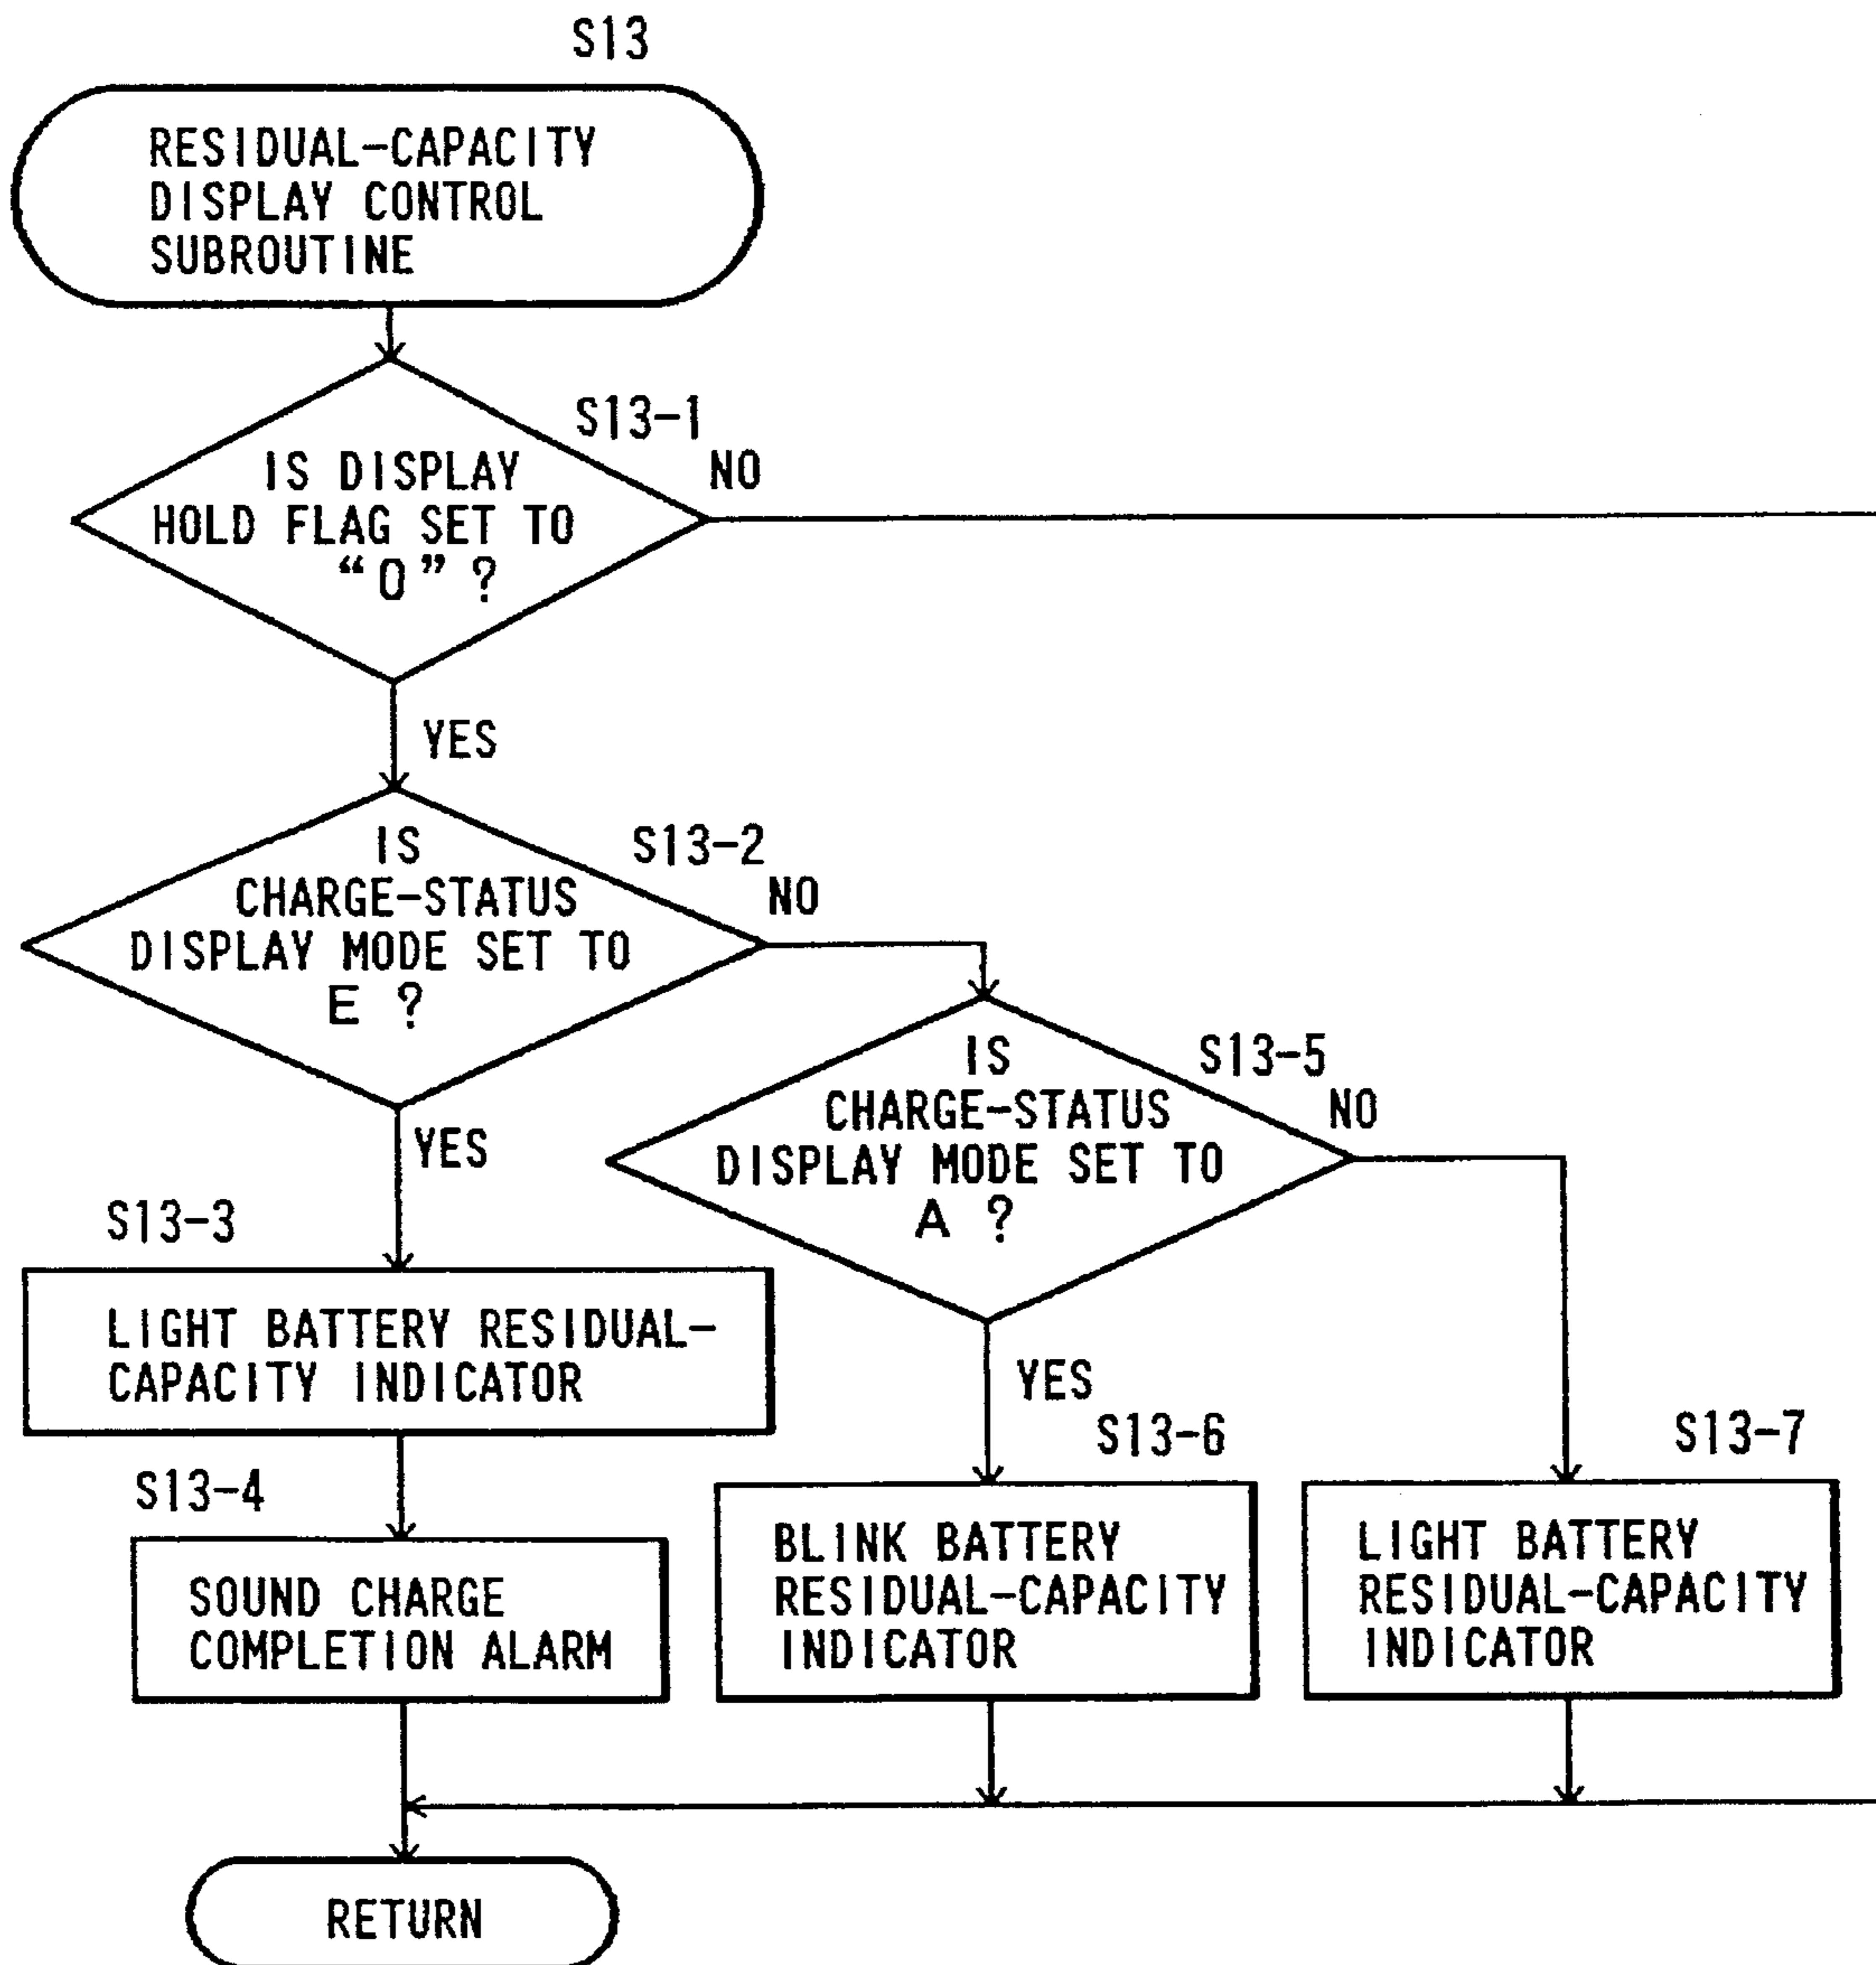 S13
RESIDUAL-CAPACITY
DISPLAY CONTROL
SUBROUTINE
S13-1
IS DISPLAY
HOLD FLAG SET TO
“0” ?
NO
YES
S13-2
IS
CHARGE-STATUS
DISPLAY MODE SET TO
E ?
NO
YES
S13-5
IS
CHARGE-STATUS
DISPLAY MODE SET TO
A ?
NO
YES
S13-3
LIGHT BATTERY RESIDUAL-
CAPACITY INDICATOR
S13-4
SOUND CHARGE
COMPLETION ALARM
S13-6
BLINK BATTERY
RESIDUAL-CAPACITY
INDICATOR
S13-7
LIGHT BATTERY
RESIDUAL-CAPACITY
INDICATOR
RETURN